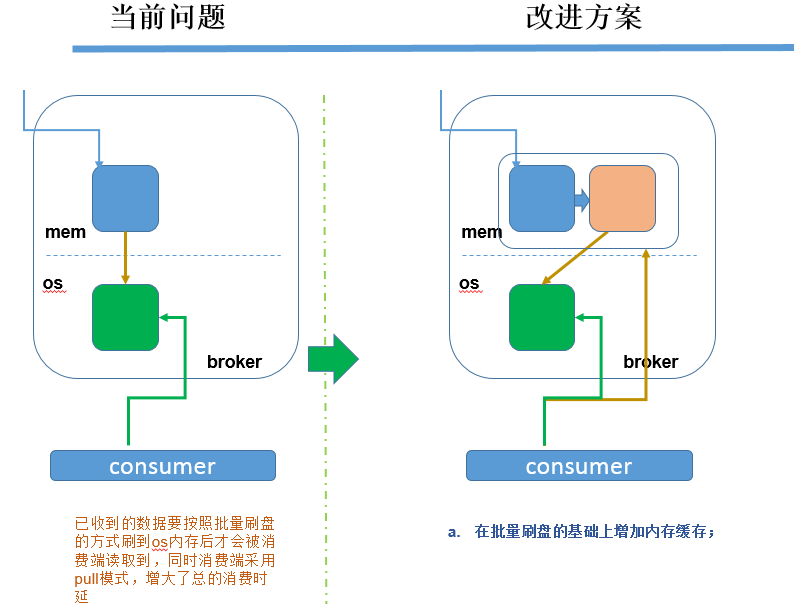 当前问题
改进方案
mem
os
broker
consumer
mem
os
broker
consumer
已收到的数据要按照批量刷盘
的方式刷到os内存后才会被消
费端读取到，同时消费端采用
pull模式，增大了总的消费时
延
a. 在批量刷盘的基础上增加内存缓存；